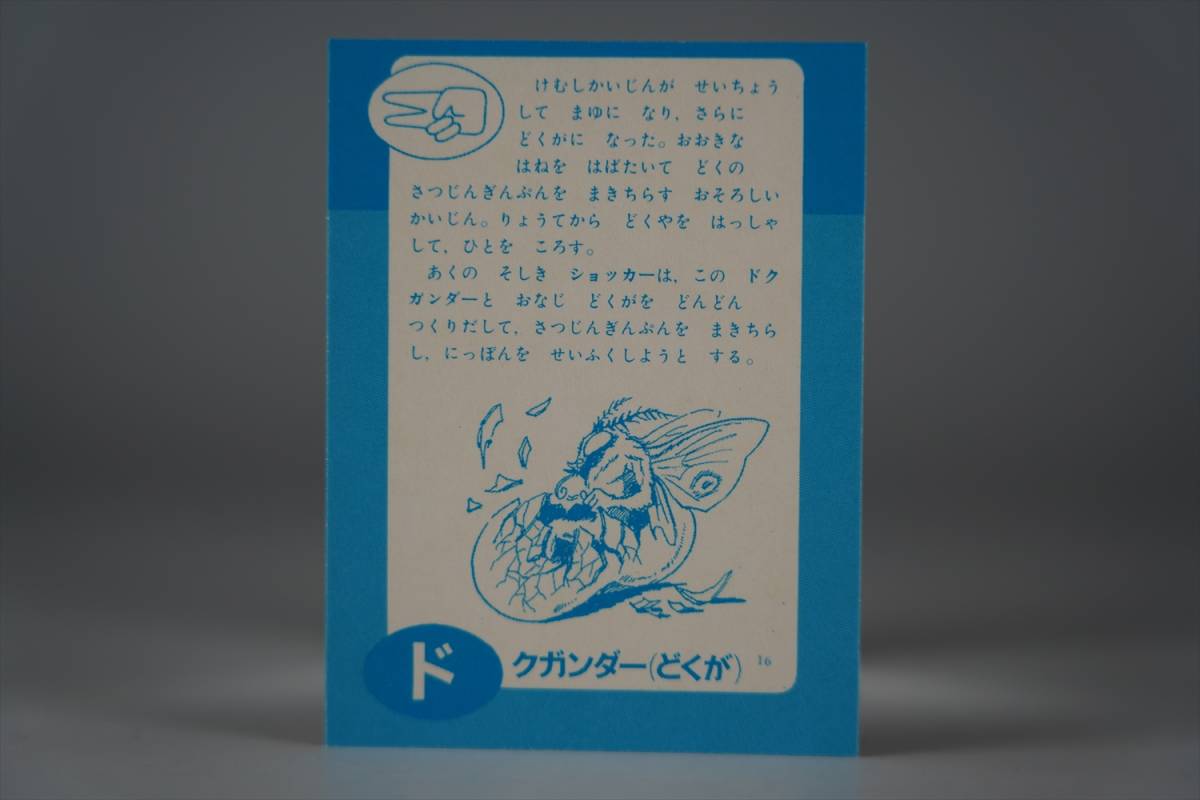 けむしかいじんが　せいちょう
して　まゆに　なり，さらに
どくがに　なった。おおきな
はねを　はばたいて　どくの
さつじんぎんぷんを　まきちらす　おそろしい
かいじん。りょうてから　どくやを　はっしゃ
して，ひとを　ころす。
あくの　そしき　ショッカーは，この　ドク
ガンダーと　おなじ　どくがを　どんどん
つくりだして，さつじんぎんぷんを　まきちら
し，にっぽんを　せいふくしようと　する。
ドクガンダー(どくが) 16